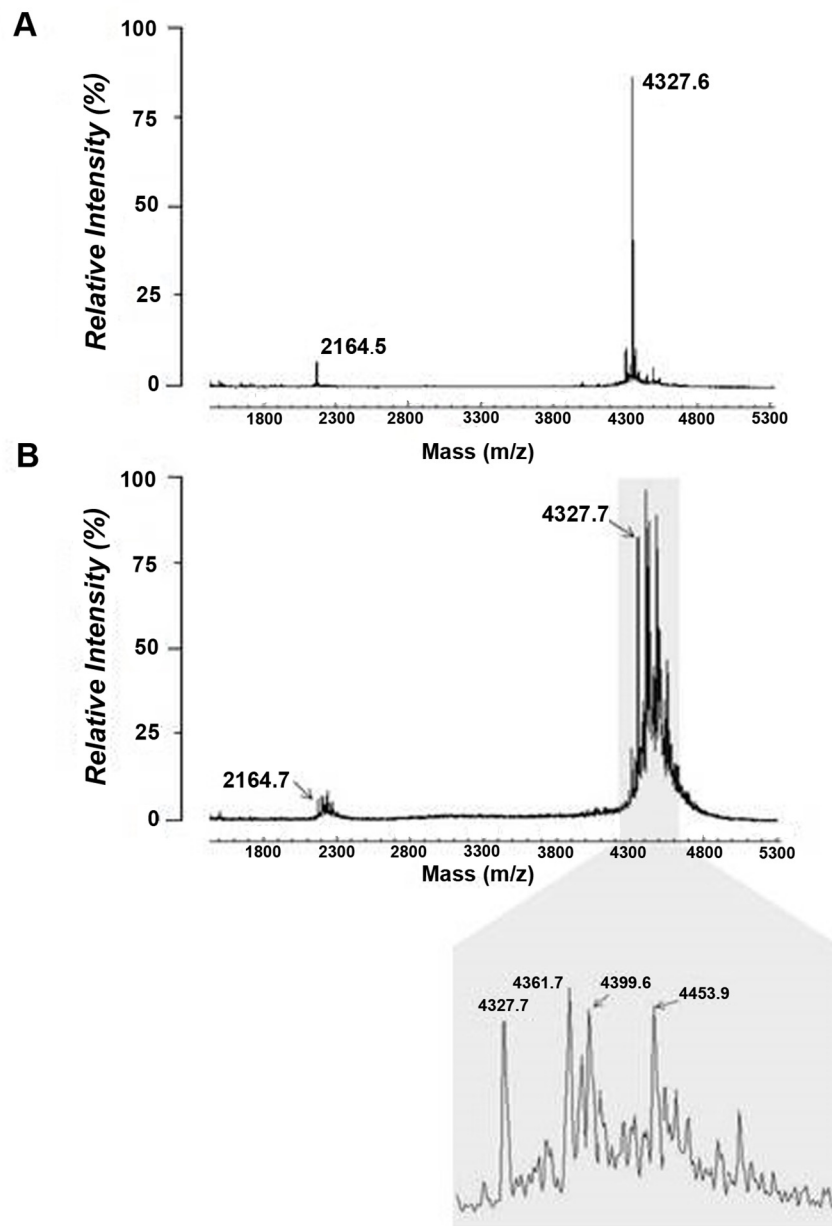 A
Relative Intensity (%)
100
75
50
25
0
4327.6
2164.5
1800 2300 2800 3300 3800 4300 4800 5300
Mass (m/z)
B
Relative Intensity (%)
100
75
50
25
0
4327.7
2164.7
1800 2300 2800 3300 3800 4300 4800 5300
Mass (m/z)
4361.7 4399.6
4327.7 4453.9